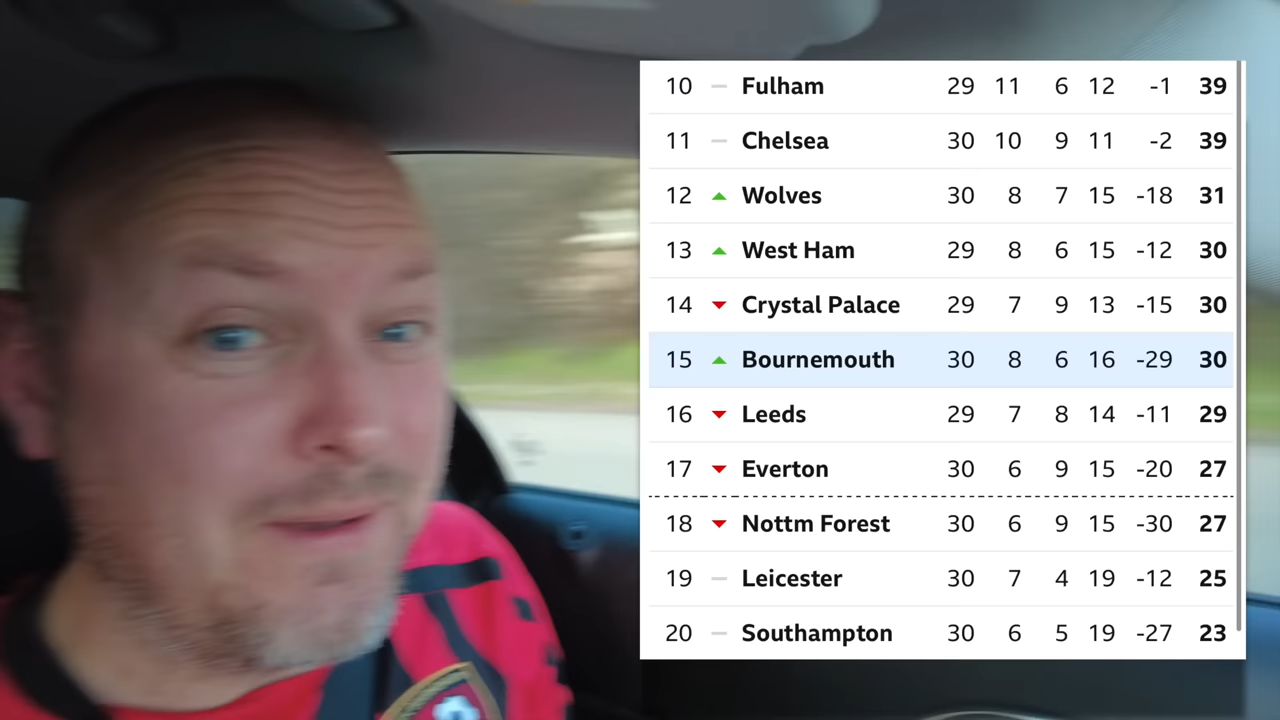 10 Fulham 29 11 6 12 -1 39
11 Chelsea 30 10 9 11 -2 39
12 Wolves 30 8 7 15 -18 31
13 West Ham 29 8 6 15 -12 30
14 Crystal Palace 29 7 9 13 -15 30
15 Bournemouth 30 8 6 16 -29 30
16 Leeds 29 7 8 14 -11 29
17 Everton 30 6 9 15 -20 27
18 Nottm Forest 30 6 9 15 -30 27
19 Leicester 30 7 4 19 -12 25
20 Southampton 30 6 5 19 -27 23